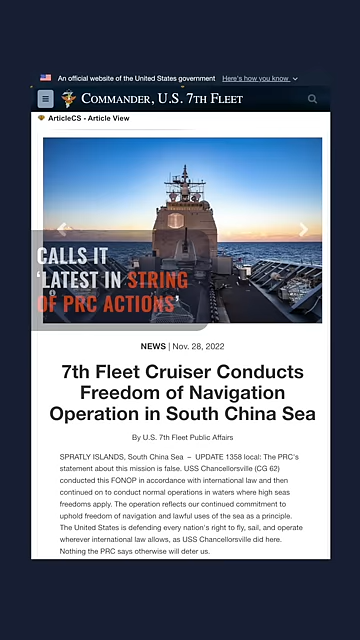 An official website of the United States government Here's how you know
COMMANDER, U.S. 7TH FLEET
ArticleCS - Article View
CALLS IT
'LATEST IN STRING
OF PRC ACTIONS'
NEWS | Nov. 28, 2022
7th Fleet Cruiser Conducts
Freedom of Navigation
Operation in South China Sea
By U.S. 7th Fleet Public Affairs
SPRATLY ISLANDS, South China Sea – UPDATE 1358 local: The PRC's
statement about this mission is false. USS Chancellorsville (CG 62)
conducted this FONOP in accordance with international law and then
continued on to conduct normal operations in waters where high seas
freedoms apply. The operation reflects our continued commitment to
uphold freedom of navigation and lawful uses of the sea as a principle.
The United States is defending every nation's right to fly, sail, and operate
wherever international law allows, as USS Chancellorsville did here.
Nothing the PRC says otherwise will deter us.